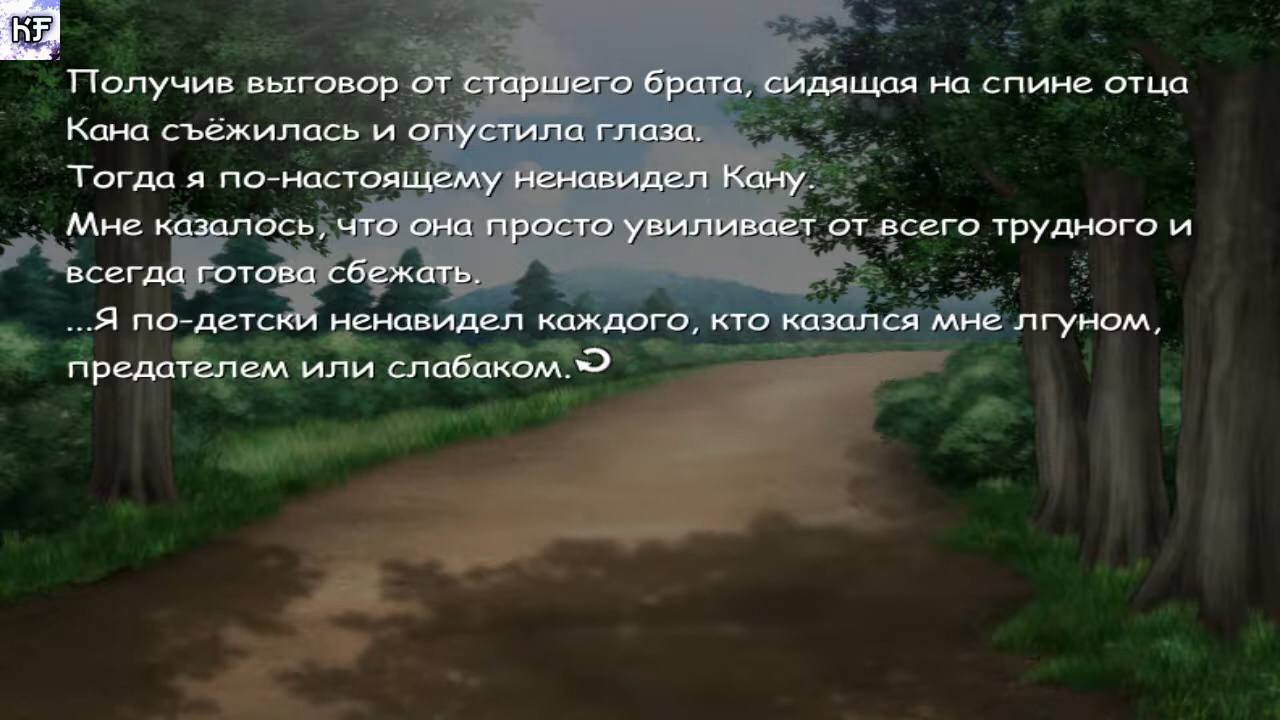 KF
Получив выговор от старшего брата, сидящая на спине отца
Кана съёжилась и опустила глаза.
Тогда я по-настоящему ненавидел Кану.
Мне казалось, что она просто увиливает от всего трудного и
всегда готова сбежать.
...Я по-детски ненавидел каждого, кто казался мне лгуном,
предателем или слабаком.